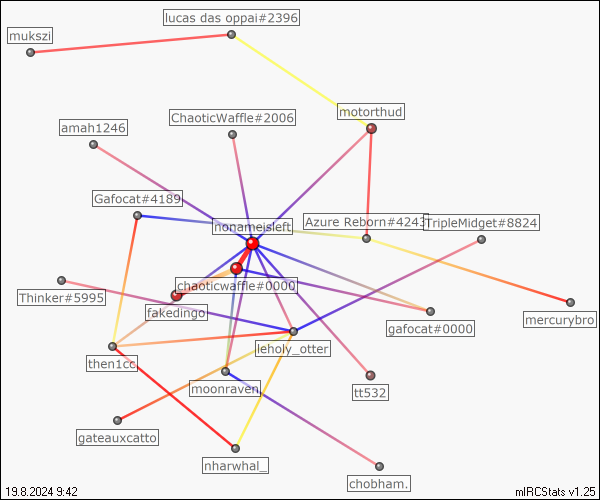 lucas das oppai#2396
mukszi
motorthud
ChaoticWaffle#2006
amah1246
Gafocat#4189
nonameisleft
Azure Reborn#4243
TripleMidget#8824
chaoticwaffle#0000
Thinker#5995
fakedingo
mercurybro
gafocat#0000
leholy_otter
then1cc
moonraven
tt532
gateauxcatto
nharwhal_
chobham.
19.8.2024 9:42
mIRCStats v1.25